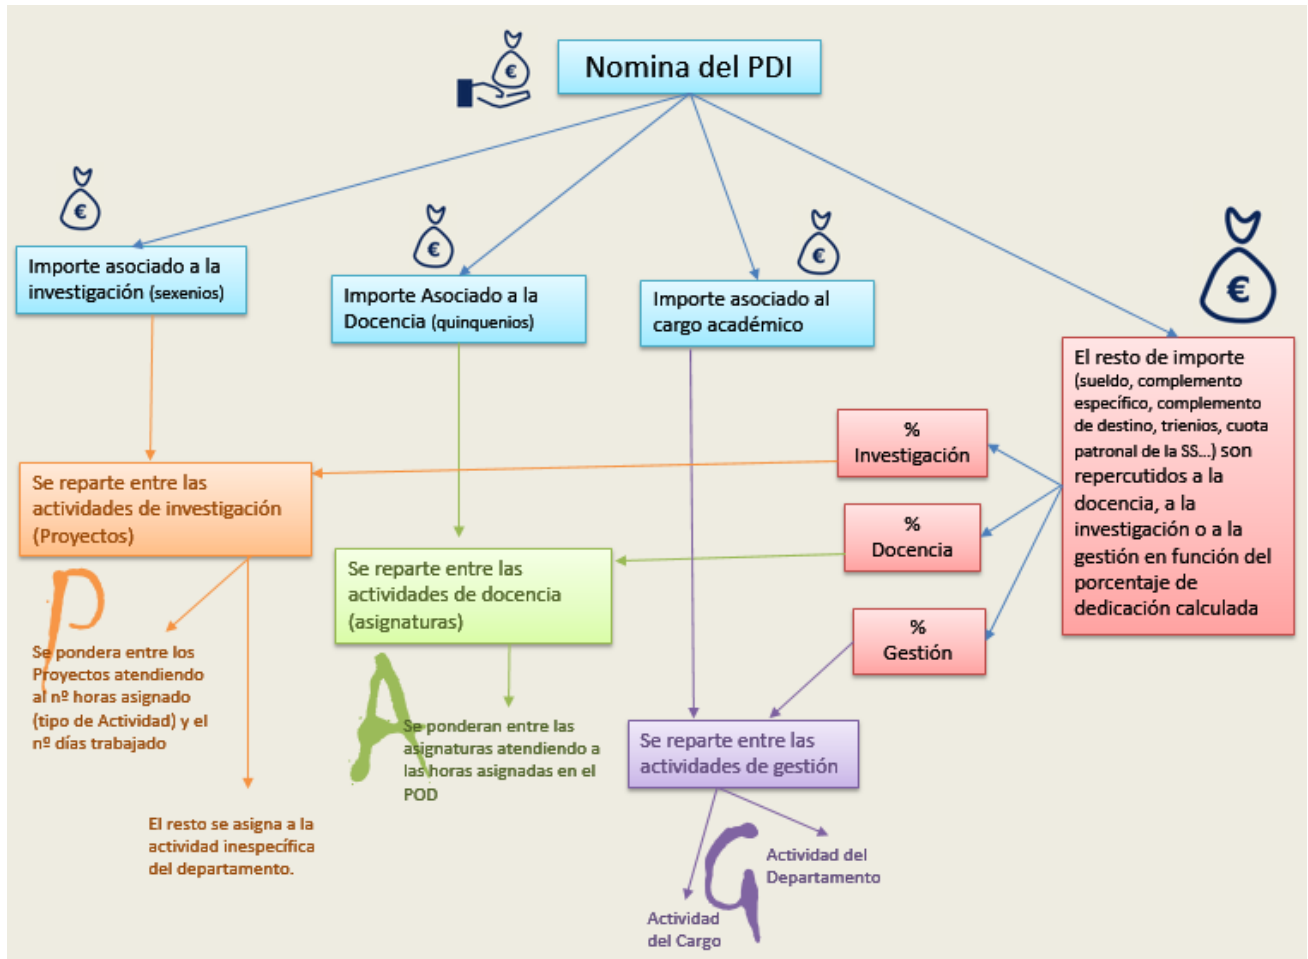 Nomina del PDI
€
€
€
€
€
Importe asociado a la
investigación (sexenios)
Importe Asociado a la
Docencia (quinquenios)
Importe asociado al
cargo académico
El resto de importe
(sueldo, complemento
específico, complemento
de destino, trienios, cuota
patronal de la SS...) son
repercutidos a la
docencia, a la
investigación o a la
gestión en función del
porcentaje de
dedicación calculada
%
Investigación
%
Docencia
%
Gestión
Se reparte entre las
actividades de investigación
(Proyectos)
Se reparte entre las
actividades de docencia
(asignaturas)
Se reparte entre las
actividades de gestión
P
Se pondera entre los
Proyectos atendiendo
al nº horas asignado
(tipo de Actividad) y el
nº días trabajado
El resto se asigna a la
actividad inespecífica
del departamento.
A
Se ponderan entre las
asignaturas atendiendo a
las horas asignadas en el
POD
G
Actividad del
Departamento
Actividad
del Cargo